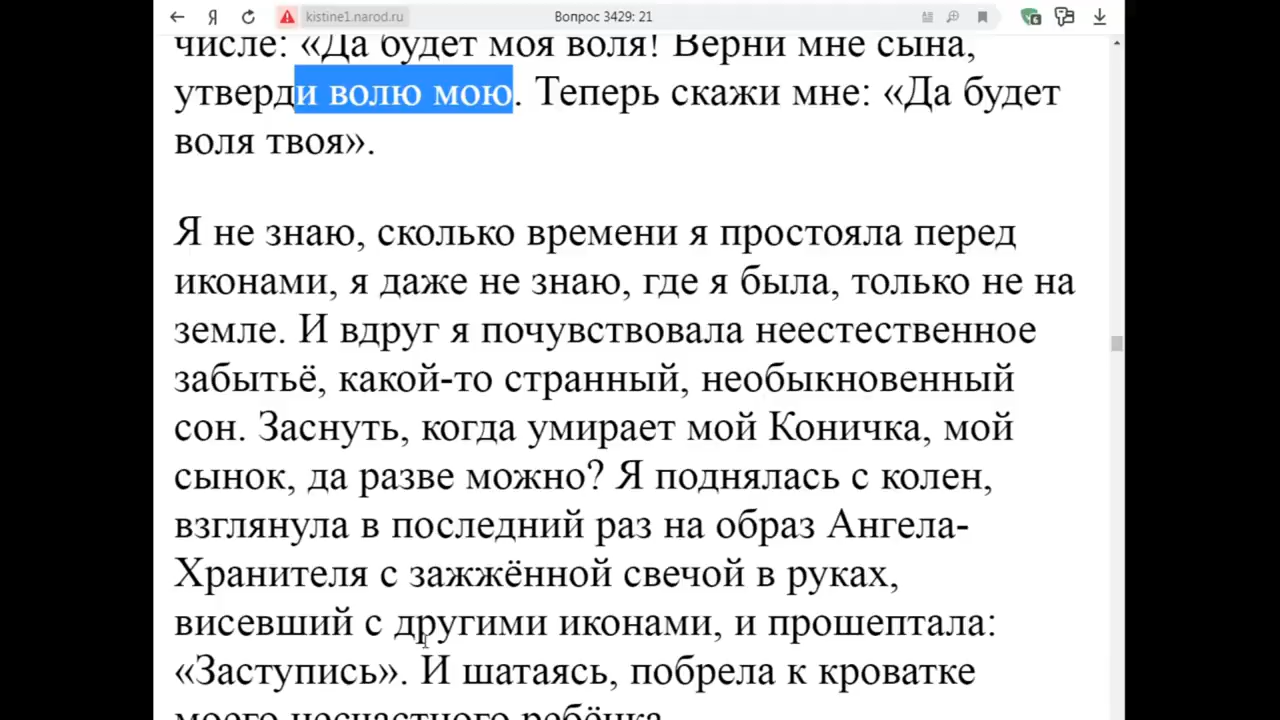 kistine1.narod.ru
Вопрос 3429: 21
числе: «Да будет моя воля! Верни мне сына,
утверди волю мою. Теперь скажи мне: «Да будет
воля твоя».
Я не знаю, сколько времени я простояла перед
иконами, я даже не знаю, где я была, только не на
земле. И вдруг я почувствовала неестественное
забытьё, какой-то странный, необыкновенный
сон. Заснуть, когда умирает мой Коничка, мой
сынок, да разве можно? Я поднялась с колен,
взглянула в последний раз на образ Ангела-
Хранителя с зажжённой свечой в руках,
висевший с другими иконами, и прошептала:
«Заступись». И шатаясь, побрела к кроватке
моего несчастного ребёнка.